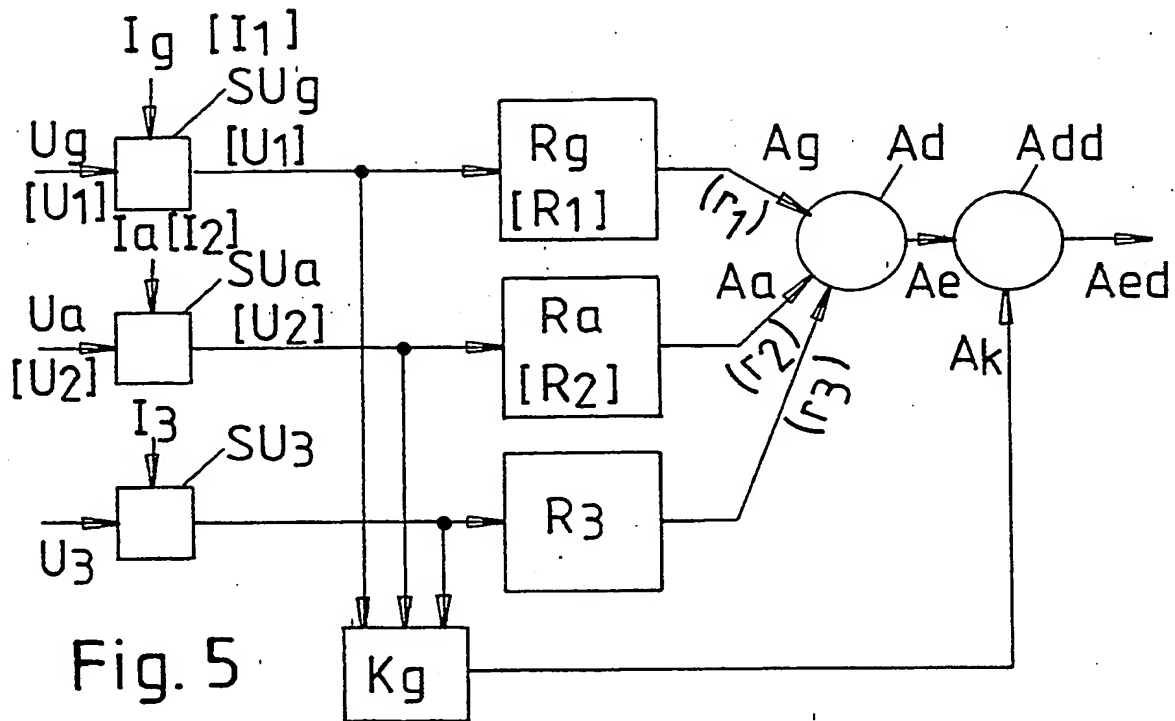 Ig [I1]
SUg
Ug
[U1]
[U1]
Rg
[R1]
Ag
(r1)
Ad
Add
Ia [I2]
SUa
Ua
[U2]
[U2]
Ra
[R2]
Aa
(r2)
Ae
Aed
Ak
I3
SU3
U3
R3
(r3)
Kg
Fig. 5